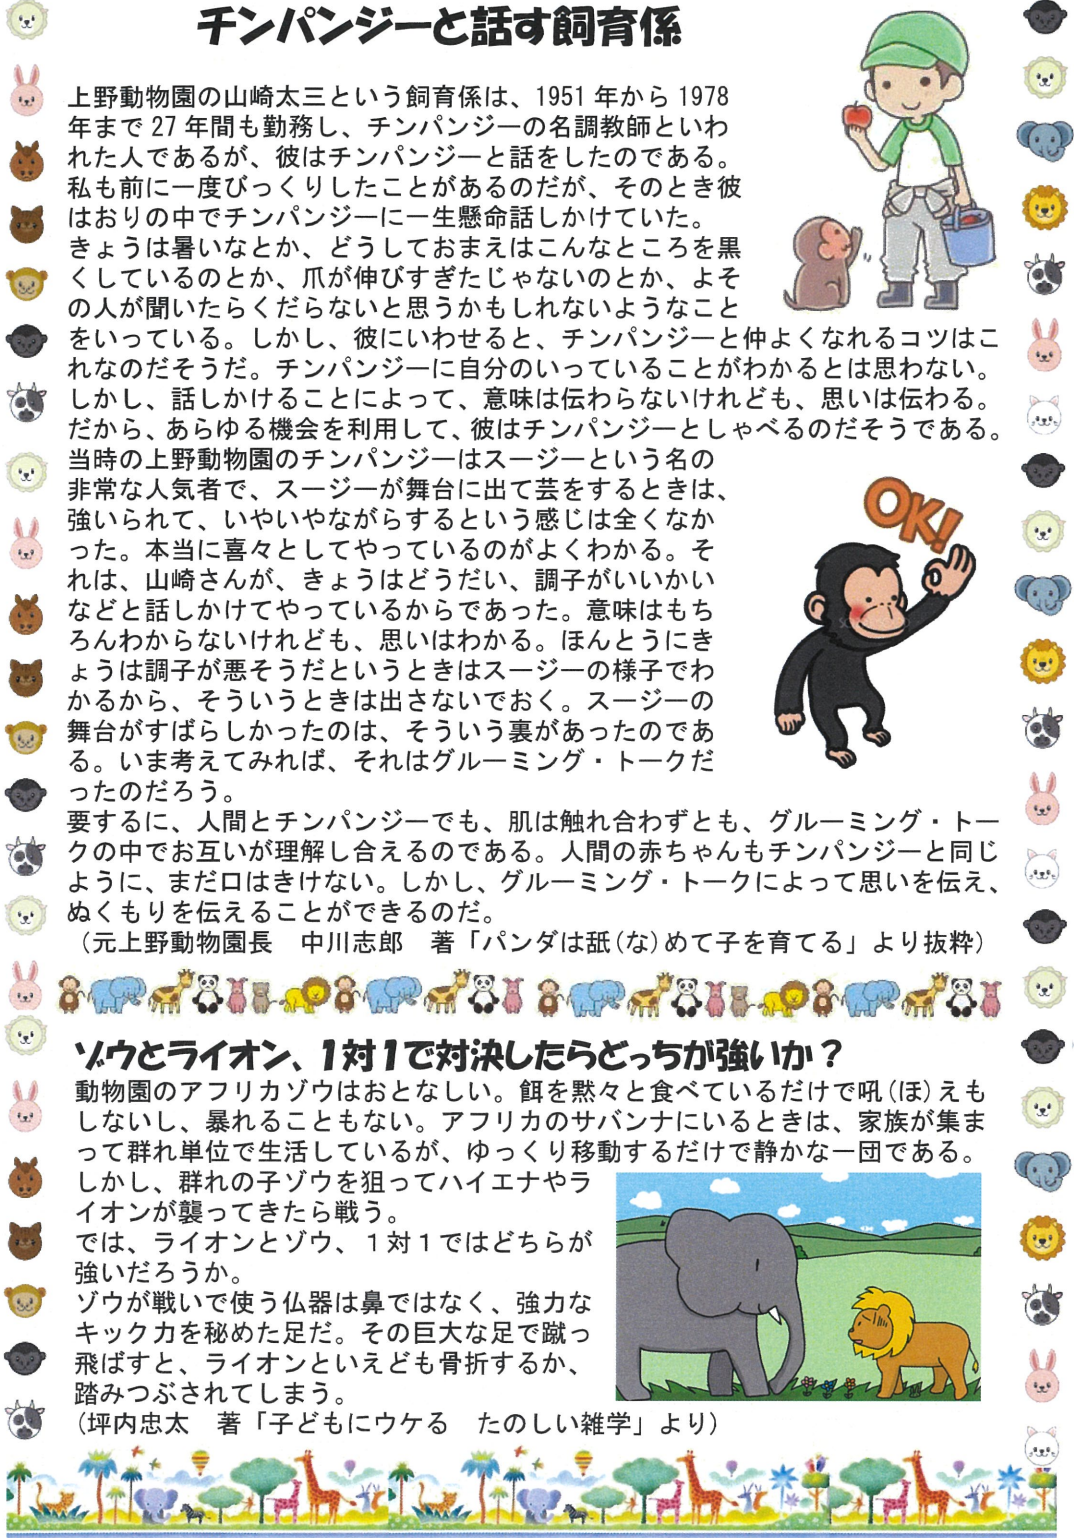 チンパンジーと話す飼育係
上野動物園の山崎太三という飼育係は、1951年から1978
年まで27年間も勤務し、チンパンジーの名調教師といわ
れた人であるが、彼はチンパンジーと話をしたのである。
私も前に一度びっくりしたことがあるのだが、そのとき彼
はおりの中でチンパンジーに一生懸命話しかけていた。
きょうは暑いなとか、どうしておまえはこんなところを黒
くしているのとか、爪が伸びすぎたじゃないのとか、よそ
の人が聞いたらくだらないと思うかもしれないようなこと
をいっている。しかし、彼にいわせると、チンパンジーと仲よくなれるコツはこ
れなのだそうだ。チンパンジーに自分のいっていることがわかるとは思わない。
しかし、話しかけることによって、意味は伝わらないけれども、思いは伝わる。
だから、あらゆる機会を利用して、彼はチンパンジーとしゃべるのだそうである。
当時の上野動物園のチンパンジーはスージーという名の
非常な人気者で、スージーが舞台に出て芸をするときは、
強いられて、いやいやながらするという感じは全くなか
った。本当に喜々としてやっているのがよくわかる。そ
れは、山崎さんが、きょうはどうだい、調子がいいかい
などと話しかけてやっているからであった。意味はもち
ろんわからないけれども、思いはわかる。ほんとうにき
ょうは調子が悪そうだというときはスージーの様子でわ
かるから、そういうときは出さないでおく。スージーの
舞台がすばらしかったのは、そういう裏があったのであ
る。いま考えてみれば、それはグルーミング・トークだ
ったのだろう。
OK!
要するに、人間とチンパンジーでも、肌は触れ合わずとも、グルーミング・トー
クの中でお互いが理解し合えるのである。人間の赤ちゃんもチンパンジーと同じ
ように、まだ口はきけない。しかし、グルーミング・トークによって思いを伝え、
ぬくもりを伝えることができるのだ。
（元上野動物園長　中川志郎　著「パンダは舐(な)めて子を育てる」より抜粋）
ゾウとライオン、1対1で対決したらどっちが強いか？
動物園のアフリカゾウはおとなしい。餌を黙々と食べているだけで吼(ほ)えも
しないし、暴れることもない。アフリカのサバンナにいるときは、家族が集ま
って群れ単位で生活しているが、ゆっくり移動するだけで静かな一団である。
しかし、群れの子ゾウを狙ってハイエナやラ
イオンが襲ってきたら戦う。
では、ライオンとゾウ、１対１ではどちらが
強いだろうか。
ゾウが戦いで使う仏器は鼻ではなく、強力な
キック力を秘めた足だ。その巨大な足で蹴っ
飛ばすと、ライオンといえども骨折するか、
踏みつぶされてしまう。
(坪内忠太　著「子どもにウケる　たのしい雑学」より)